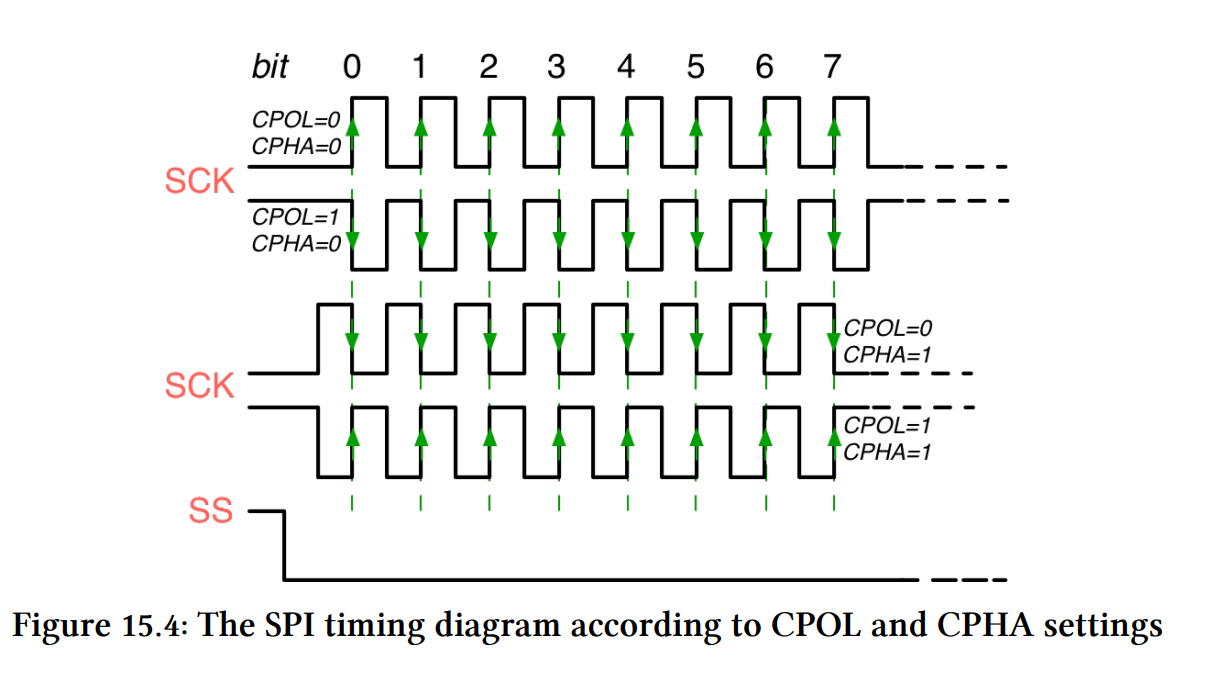 bit 0 1 2 3 4 5 6 7
CPOL=0
CPHA=0
SCK
CPOL=1
CPHA=0
CPOL=0
CPHA=1
SCK
CPOL=1
CPHA=1
SS
Figure 15.4: The SPI timing diagram according to CPOL and CPHA settings